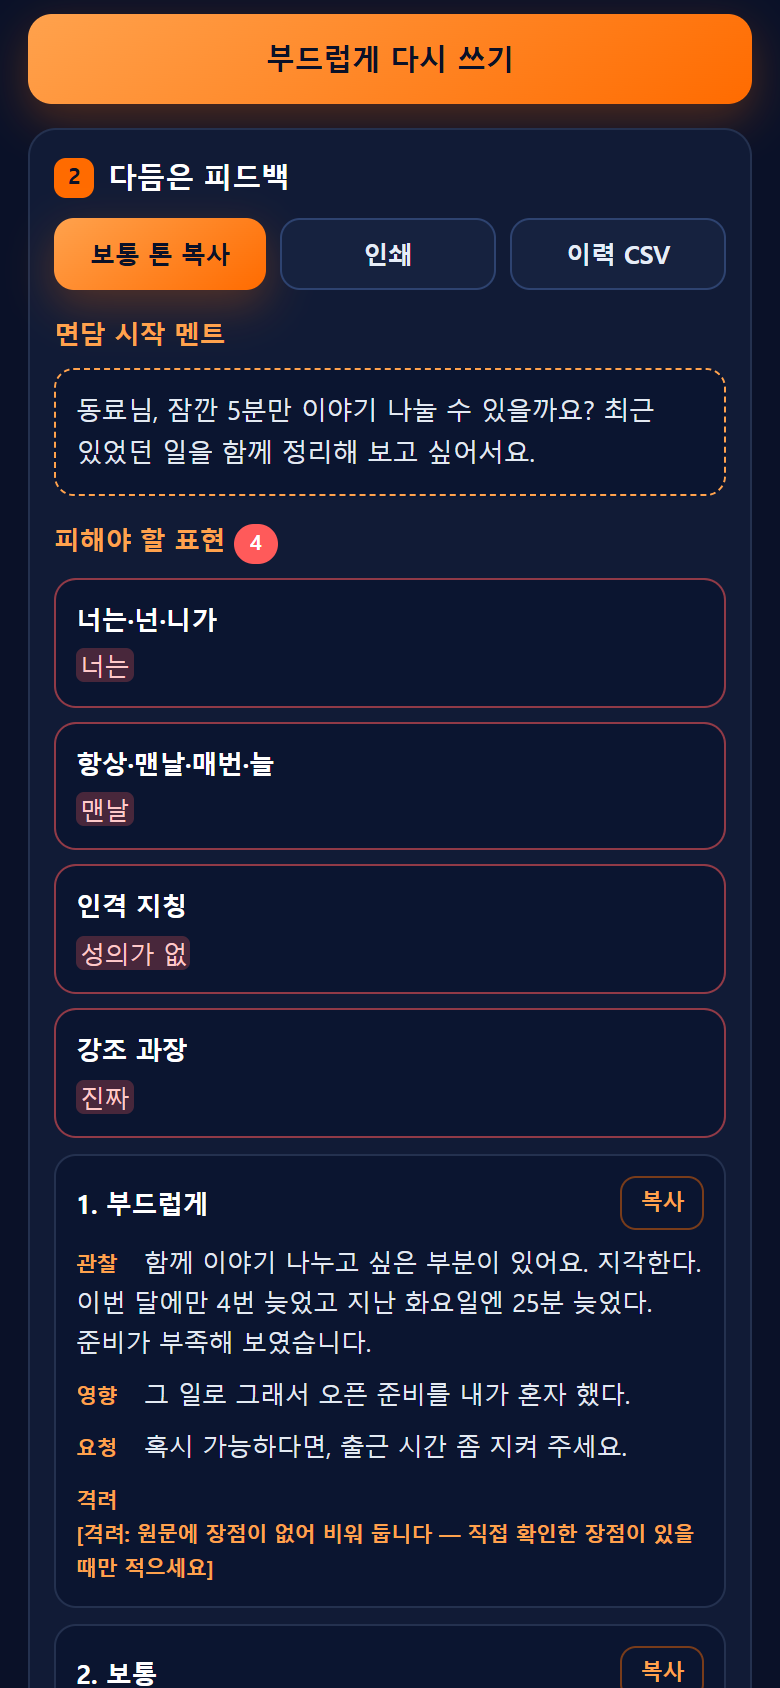 부드럽게 다시 쓰기
2 다듬은 피드백
보통 톤 복사
인쇄
이력 CSV
면담 시작 멘트
동료님, 잠깐 5분만 이야기 나눌 수 있을까요? 최근
있었던 일을 함께 정리해 보고 싶어서요.
피해야 할 표현 4
너는·넌·니가
너는
항상·맨날·매번·늘
맨날
인격 지칭
성의가 없
강조 과장
진짜
1. 부드럽게
복사
관찰 함께 이야기 나누고 싶은 부분이 있어요. 지각한다.
이번 달에만 4번 늦었고 지난 화요일엔 25분 늦었다.
준비가 부족해 보였습니다.
영향 그 일로 그래서 오픈 준비를 내가 혼자 했다.
요청 혹시 가능하다면, 출근 시간 좀 지켜 주세요.
격려
[격려: 원문에 장점이 없어 비워 둡니다 — 직접 확인한 장점이 있을
때만 적으세요]
2. 보통
복사